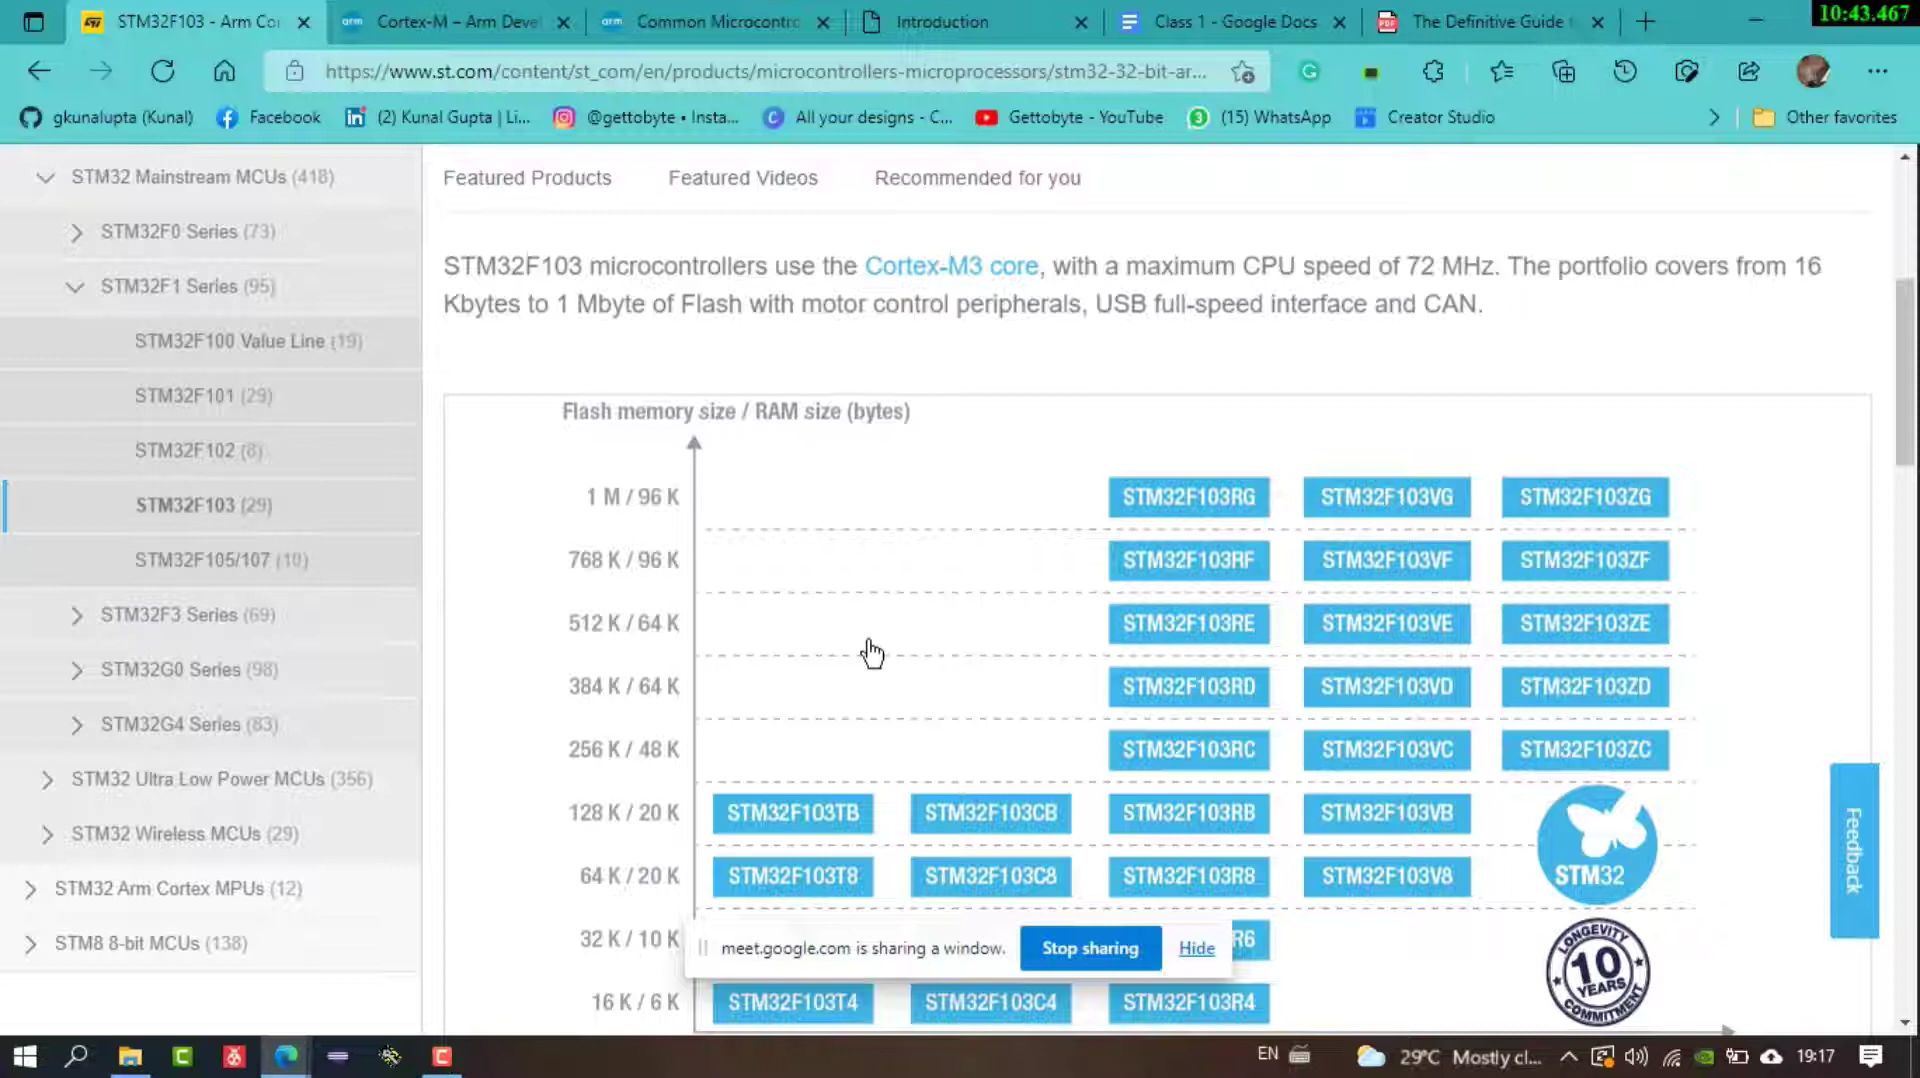 STM32F103 - Arm Co
Cortex-M – Arm Deve
Common Microcontro
Introduction
Class 1 - Google Docs
The Definitive Guide
10:43.467
https://www.st.com/content/st_com/en/products/microcontrollers-microprocessors/stm32-32-bit-ar...
gkunalupta (Kunal)
Facebook
(2) Kunal Gupta | Li...
@gettobyte • Insta...
All your designs - C...
Gettobyte - YouTube
(15) WhatsApp
Creator Studio
Other favorites
STM32 Mainstream MCUs (418)
STM32F0 Series (73)
STM32F1 Series (95)
STM32F100 Value Line (19)
STM32F101 (29)
STM32F102 (8)
STM32F103 (29)
STM32F105/107 (10)
STM32F3 Series (69)
STM32G0 Series (98)
STM32G4 Series (83)
STM32 Ultra Low Power MCUs (356)
STM32 Wireless MCUs (29)
STM32 Arm Cortex MPUs (12)
STM8 8-bit MCUs (138)
Featured Products Featured Videos Recommended for you
STM32F103 microcontrollers use the Cortex-M3 core, with a maximum CPU speed of 72 MHz. The portfolio covers from 16
Kbytes to 1 Mbyte of Flash with motor control peripherals, USB full-speed interface and CAN.
Flash memory size / RAM size (bytes)
1 M / 96 K STM32F103RG STM32F103VG STM32F103ZG
768 K / 96 K STM32F103RF STM32F103VF STM32F103ZF
512 K / 64 K STM32F103RE STM32F103VE STM32F103ZE
384 K / 64 K STM32F103RD STM32F103VD STM32F103ZD
256 K / 48 K STM32F103RC STM32F103VC STM32F103ZC
128 K / 20 K STM32F103TB STM32F103CB STM32F103RB STM32F103VB
64 K / 20 K STM32F103T8 STM32F103C8 STM32F103R8 STM32F103V8
STM32
32 K / 10 K R6
meet.google.com is sharing a window. Stop sharing Hide
16 K / 6 K STM32F103T4 STM32F103C4 STM32F103R4
LONGEVITY
10
YEARS
COMMITMENT
Feedback
EN
29°C Mostly cl...
19:17